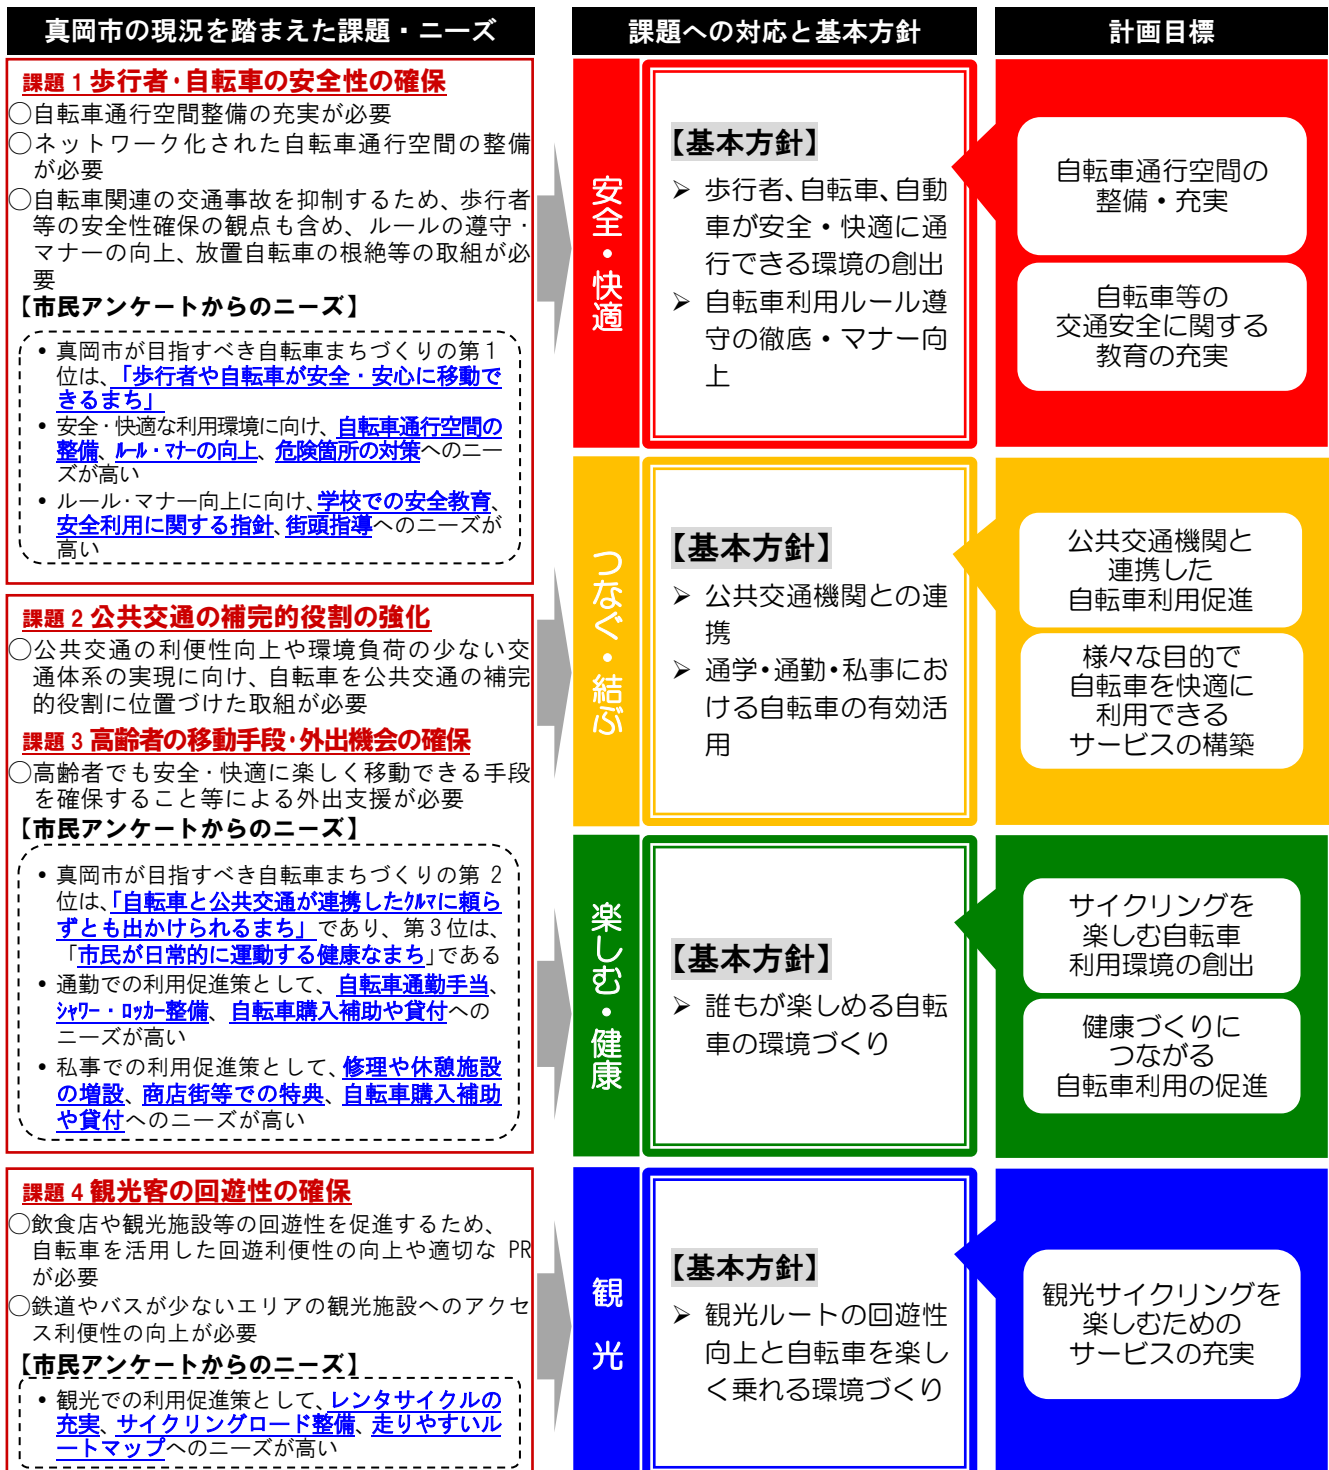 真岡市の現況を踏まえた課題・ニーズ
課題１歩行者・自転車の安全性の確保
○自転車通行空間整備の充実が必要
○ネットワーク化された自転車通行空間の整備
が必要
○自転車関連の交通事故を抑制するため、歩行者
等の安全性確保の観点も含め、ルールの遵守・
マナーの向上、放置自転車の根絶等の取組が必
要
【市民アンケートからのニーズ】
• 真岡市が目指すべき自転車まちづくりの第１
位は、「歩行者や自転車が安全・安心に移動で
きるまち」
• 安全・快適な利用環境に向け、自転車通行空間の
整備、ﾙｰﾙ・ﾏﾅｰの向上、危険箇所の対策へのニー
ズが高い
• ルール・マナー向上に向け、学校での安全教育、
安全利用に関する指針、街頭指導へのニーズが
高い
課題２公共交通の補完的役割の強化
○公共交通の利便性向上や環境負荷の少ない交
通体系の実現に向け、自転車を公共交通の補完
的役割に位置づけた取組が必要
課題３高齢者の移動手段・外出機会の確保
○高齢者でも安全・快適に楽しく移動できる手段
を確保すること等による外出支援が必要
【市民アンケートからのニーズ】
• 真岡市が目指すべき自転車まちづくりの第 2
位は、「自転車と公共交通が連携したｸﾙﾏに頼ら
ずとも出かけられるまち」であり、第３位は、
「市民が日常的に運動する健康なまち」である
• 通勤での利用促進策として、自転車通勤手当、
ｼｬﾜｰ・ﾛｯｶｰ整備、自転車購入補助や貸付への
ニーズが高い
• 私事での利用促進策として、修理や休憩施設
の増設、商店街等での特典、自転車購入補助
や貸付へのニーズが高い
課題４観光客の回遊性の確保
○飲食店や観光施設等の回遊性を促進するため、
自転車を活用した回遊利便性の向上や適切な PR
が必要
○鉄道やバスが少ないエリアの観光施設へのアクセ
ス利便性の向上が必要
【市民アンケートからのニーズ】
• 観光での利用促進策として、レンタサイクルの
充実、サイクリングロード整備、走りやすいル
ートマップへのニーズが高い
課題への対応と基本方針
安全・快適
【基本方針】
➢ 歩行者、自転車、自動
車が安全・快適に通
行できる環境の創出
➢ 自転車利用ルール遵
守の徹底・マナー向
上
つなぐ・結ぶ
【基本方針】
➢ 公共交通機関との連
携
➢ 通学・通勤・私事にお
ける自転車の有効活
用
楽しむ・健康
【基本方針】
➢ 誰もが楽しめる自転
車の環境づくり
観光
【基本方針】
➢ 観光ルートの回遊性
向上と自転車を楽し
く乗れる環境づくり
計画目標
自転車通行空間の
整備・充実
自転車等の
交通安全に関する
教育の充実
公共交通機関と
連携した
自転車利用促進
様々な目的で
自転車を快適に
利用できる
サービスの構築
サイクリングを
楽しむ自転車
利用環境の創出
健康づくりに
つながる
自転車利用の促進
観光サイクリングを
楽しむための
サービスの充実